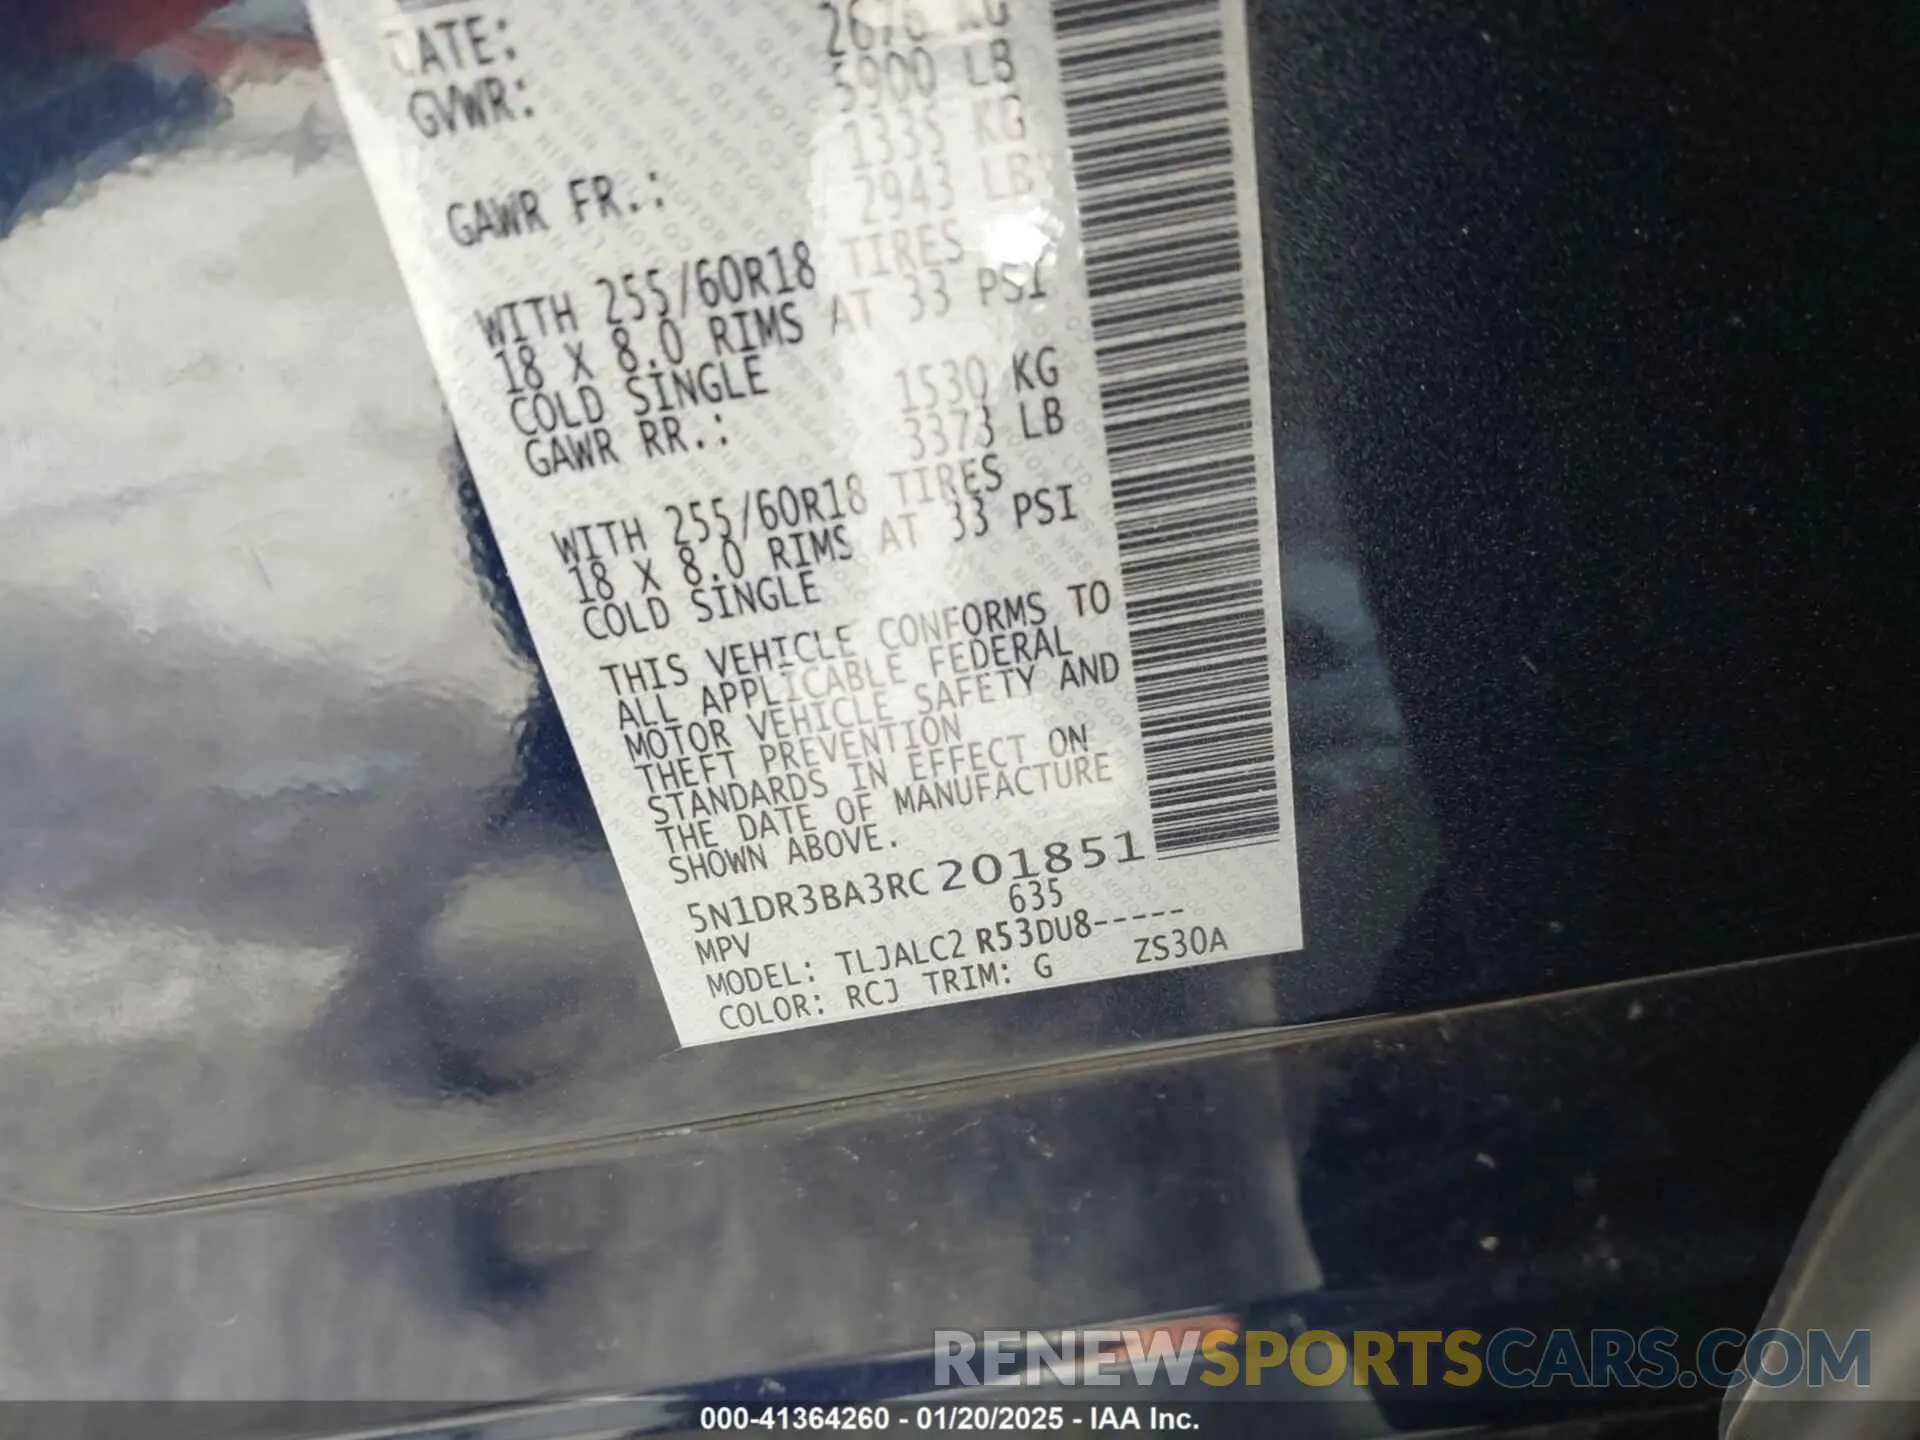 DATE:
2676 KG
GVWR:
5900 LB
1335 KG
GAWR FR.:
2943 LB
WITH 255/60R18 TIRES
18 X 8.0 RIMS AT 33 PSI
COLD SINGLE
1530 KG
GAWR RR.:
3373 LB
WITH 255/60R18 TIRES
18 X 8.0 RIMS AT 33 PSI
COLD SINGLE
THIS VEHICLE CONFORMS TO
ALL APPLICABLE FEDERAL
MOTOR VEHICLE SAFETY AND
THEFT PREVENTION
STANDARDS IN EFFECT ON
THE DATE OF MANUFACTURE
SHOWN ABOVE.
5N1DR3BA3RC201851
MPV 635
MODEL: TLJALC2 R53DU8-----
COLOR: RCJ TRIM: G ZS30A
RENEWSPORTSCARS.COM
000-41364260 - 01/20/2025 - IAA Inc.